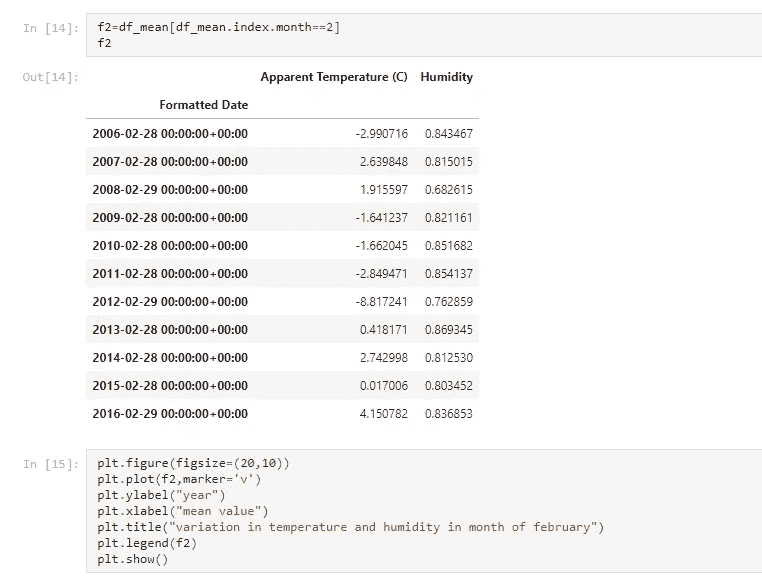 In [14]: f2=df_mean[df_mean.index.month==2]
f2
Out[14]: Apparent Temperature (C) Humidity
Formatted Date
2006-02-28 00:00:00+00:00 -2.990716 0.843467
2007-02-28 00:00:00+00:00 2.639848 0.815015
2008-02-29 00:00:00+00:00 1.915597 0.682615
2009-02-28 00:00:00+00:00 -1.641237 0.821161
2010-02-28 00:00:00+00:00 -1.662045 0.851682
2011-02-28 00:00:00+00:00 -2.849471 0.854137
2012-02-29 00:00:00+00:00 -8.817241 0.762859
2013-02-28 00:00:00+00:00 0.418171 0.869345
2014-02-28 00:00:00+00:00 2.742998 0.812530
2015-02-28 00:00:00+00:00 0.017006 0.803452
2016-02-29 00:00:00+00:00 4.150782 0.836853
In [15]: plt.figure(figsize=(20,10))
plt.plot(f2,marker='v')
plt.ylabel("year")
plt.xlabel("mean value")
plt.title("variation in temperature and humidity in month of february")
plt.legend(f2)
plt.show()